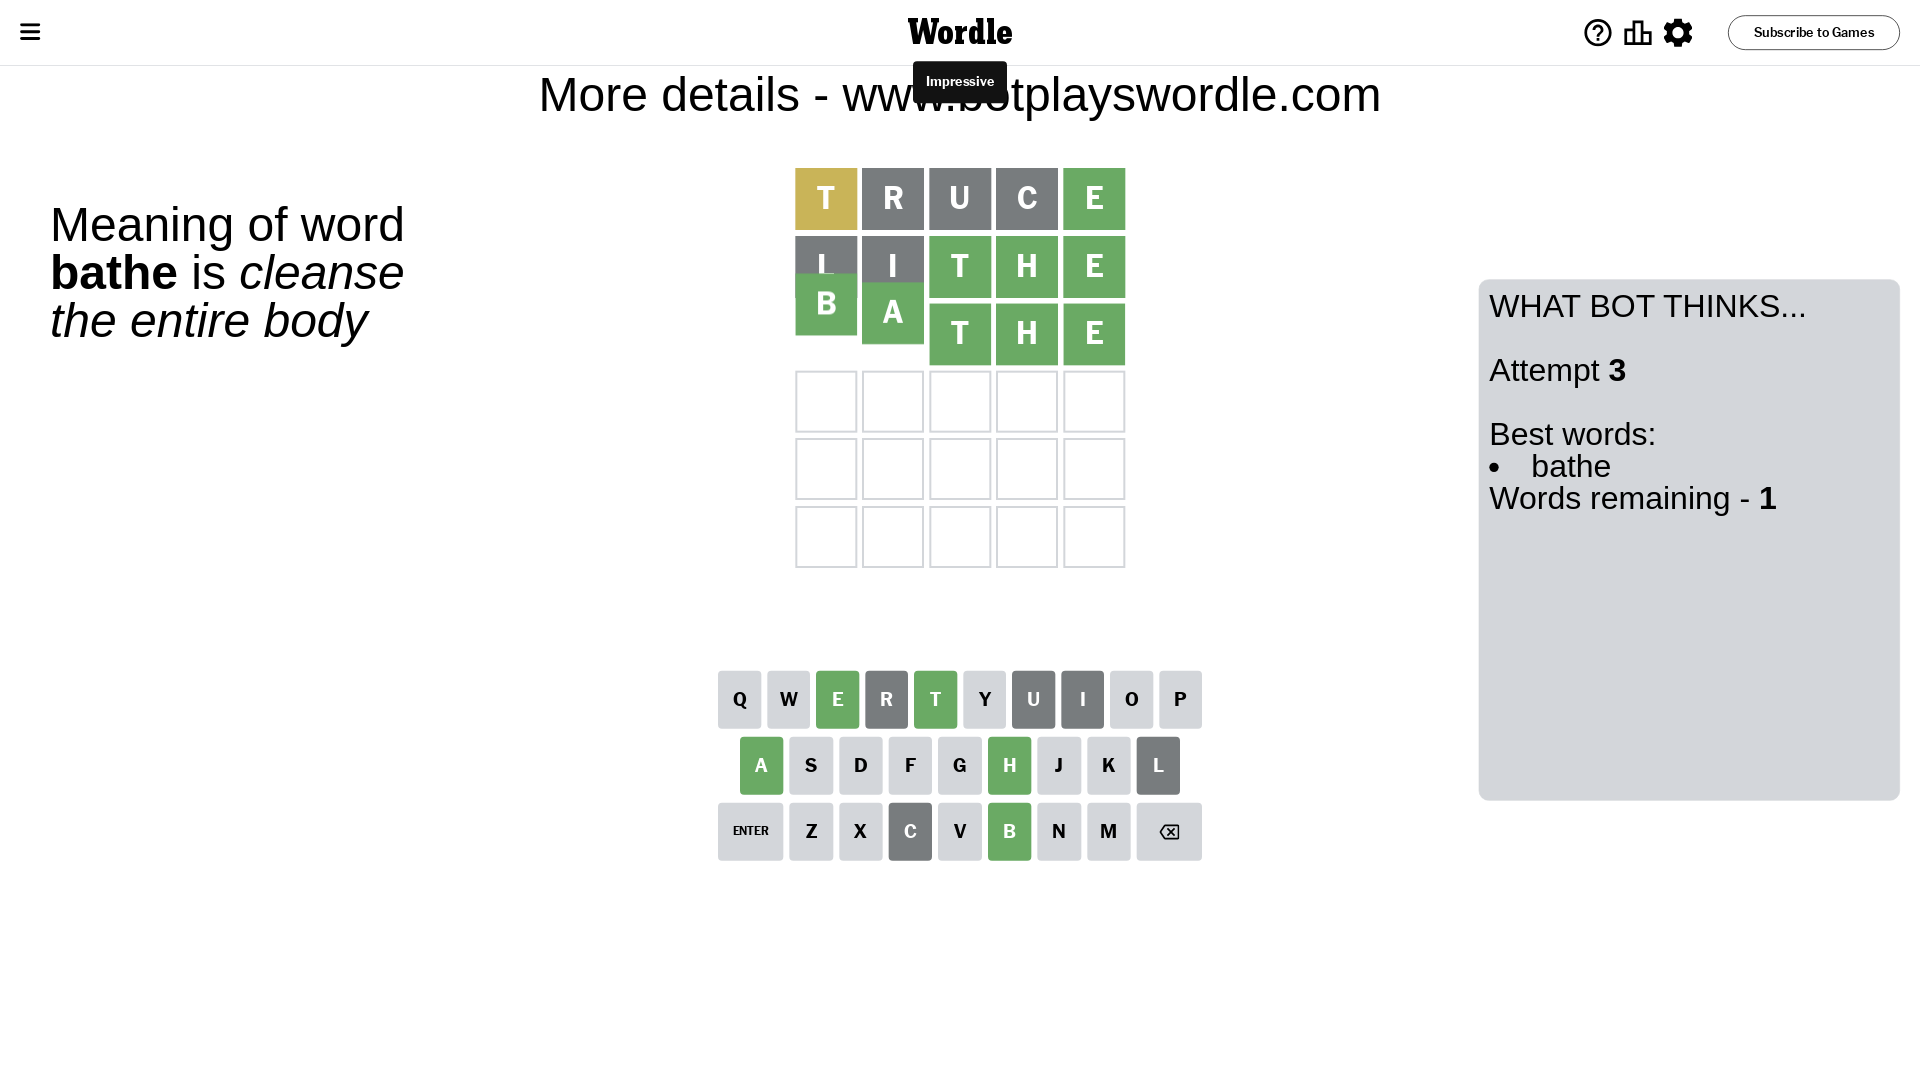 Wordle
Subscribe to Games
Impressive
More details - www.botplayswordle.com
Meaning of word
bathe is cleanse
the entire body
T R U C E
L I T H E
B A T H E
WHAT BOT THINKS...
Attempt 3
Best words:
• bathe
Words remaining - 1
Q W E R T Y U I O P
A S D F G H J K L
ENTER Z X C V B N M